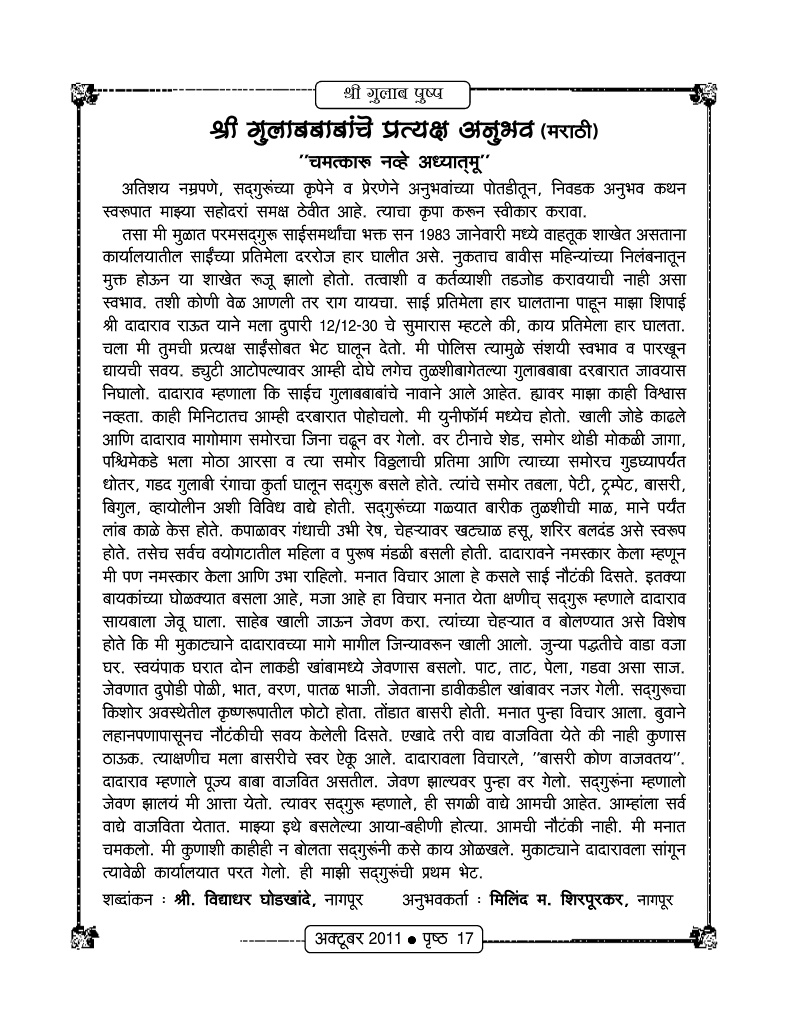 श्री गुलाब पुष्प
श्री गुलाबबाबांचे प्रत्यक्ष अनुभव (मराठी)
"चमत्कारू नव्हे अध्यात्मू"
अतिशय नम्रपणे, सद्‌गुरूंच्या कृपेने व प्रेरणेने अनुभवांच्या पोतडीतून, निवडक अनुभव कथन
स्वरूपात माझ्या सहोदरां समक्ष ठेवीत आहे. त्याचा कृपा करून स्वीकार करावा.
तसा मी मुळात परमसद्‌गुरू साईसमर्थांचा भक्त सन 1983 जानेवारी मध्ये वाहतूक शाखेत असताना
कार्यालयातील साईंच्या प्रतिमेला दररोज हार घालीत असे. नुकताच बावीस महिन्यांच्या निलंबनातून
मुक्त होऊन या शाखेत रूजू झालो होतो. तत्वाशी व कर्तव्याशी तडजोड करावयाची नाही असा
स्वभाव. तशी कोणी वेळ आणली तर राग यायचा. साई प्रतिमेला हार घालताना पाहून माझा शिपाई
श्री दादाराव राऊत याने मला दुपारी 12/12-30 चे सुमारास म्हटले की, काय प्रतिमेला हार घालता.
चला मी तुमची प्रत्यक्ष साईंसोबत भेट घालून देतो. मी पोलिस त्यामुळे संशयी स्वभाव व पारखून
द्यायची सवय. ड्युटी आटोपल्यावर आम्ही दोघे लगेच तुळशीबागेतल्या गुलाबबाबा दरबारात जावयास
निघालो. दादाराव म्हणाला कि साईच गुलाबबाबांचे नावाने आले आहेत. ह्यावर माझा काही विश्वास
नव्हता. काही मिनिटातच आम्ही दरबारात पोहोचलो. मी युनीफॉर्म मध्येच होतो. खाली जोडे काढले
आणि दादाराव मागोमाग समोरचा जिना चढून वर गेलो. वर टीनाचे शेड, समोर थोडी मोकळी जागा,
पश्चिमेकडे भला मोठा आरसा व त्या समोर विठ्ठलाची प्रतिमा आणि त्याच्या समोरच गुडघ्यापर्यंत
धोतर, गडद गुलाबी रंगाचा कुर्ता घालून सद्‌गुरू बसले होते. त्यांचे समोर तबला, पेटी, ट्रम्पेट, बासरी,
बिगुल, व्हायोलीन अशी विविध वाद्ये होती. सद्‌गुरूंच्या गळयात बारीक तुळशीची माळ, माने पर्यंत
लांब काळे केस होते. कपाळावर गंधाची उभी रेष, चेहऱ्यावर खट्याळ हसू, शरिर बलदंड असे स्वरूप
होते. तसेच सर्वच वयोगटातील महिला व पुरूष मंडळी बसली होती. दादारावने नमस्कार केला म्हणून
मी पण नमस्कार केला आणि उभा राहिलो. मनात विचार आला हे कसले साई नौटंकी दिसते. इतक्या
बायकांच्या घोळक्यात बसला आहे, मजा आहे हा विचार मनात येता क्षणीच् सद्‌गुरू म्हणाले दादाराव
सायबाला जेवू घाला. साहेब खाली जाऊन जेवण करा. त्यांच्या चेहऱ्यात व बोलण्यात असे विशेष
होते कि मी मुकाट्याने दादारावच्या मागे मागील जिन्यावरून खाली आलो. जुन्या पद्धतीचे वाडा वजा
घर. स्वयंपाक घरात दोन लाकडी खांबामध्ये जेवणास बसलो. पाट, ताट, पेला, गडवा असा साज.
जेवणात दुपोडी पोळी, भात, वरण, पातळ भाजी. जेवताना डावीकडील खांबावर नजर गेली. सद्‌गुरूचा
किशोर अवस्थेतील कृष्णरूपातील फोटो होता. तोंडात बासरी होती. मनात पुन्हा विचार आला. बुवाने
लहानपणापासूनच नौटंकीची सवय केलेली दिसते. एखादे तरी वाद्य वाजविता येते की नाही कुणास
ठाऊक. त्याक्षणीच मला बासरीचे स्वर ऐकू आले. दादारावला विचारले, "बासरी कोण वाजवतय".
दादाराव म्हणाले पूज्य बाबा वाजवित असतील. जेवण झाल्यवर पुन्हा वर गेलो. सद्‌गुरूंना म्हणालो
जेवण झालयं मी आत्ता येतो. त्यावर सद्‌गुरू म्हणाले, ही सगळी वाद्ये आमची आहेत. आम्हांला सर्व
वाद्ये वाजविता येतात. माझ्या इथे बसलेल्या आया-बहीणी होत्या. आमची नौटंकी नाही. मी मनात
चमकलो. मी कुणाशी काहीही न बोलता सद्‌गुरूंनी कसे काय ओळखले. मुकाट्याने दादारावला सांगून
त्यावेळी कार्यालयात परत गेलो. ही माझी सद्‌गुरूंची प्रथम भेट.
शब्दांकन : श्री. विद्याधर घोडखांदे, नागपूर अनुभवकर्ता : मिलिंद म. शिरपूरकर, नागपूर
अक्टूबर 2011 ● पृष्ठ 17